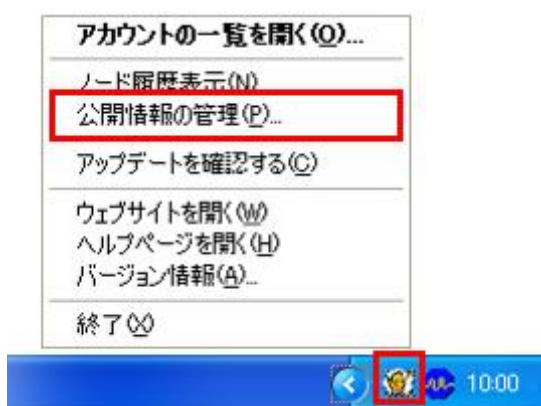 アカウントの一覧を開く(O)...
ノード履歴表示(N)
公開情報の管理(P)...
アップデートを確認する(C)
ウェブサイトを開く(W)
ヘルプページを開く(H)
バージョン情報(A)...
終了(X)
10:00